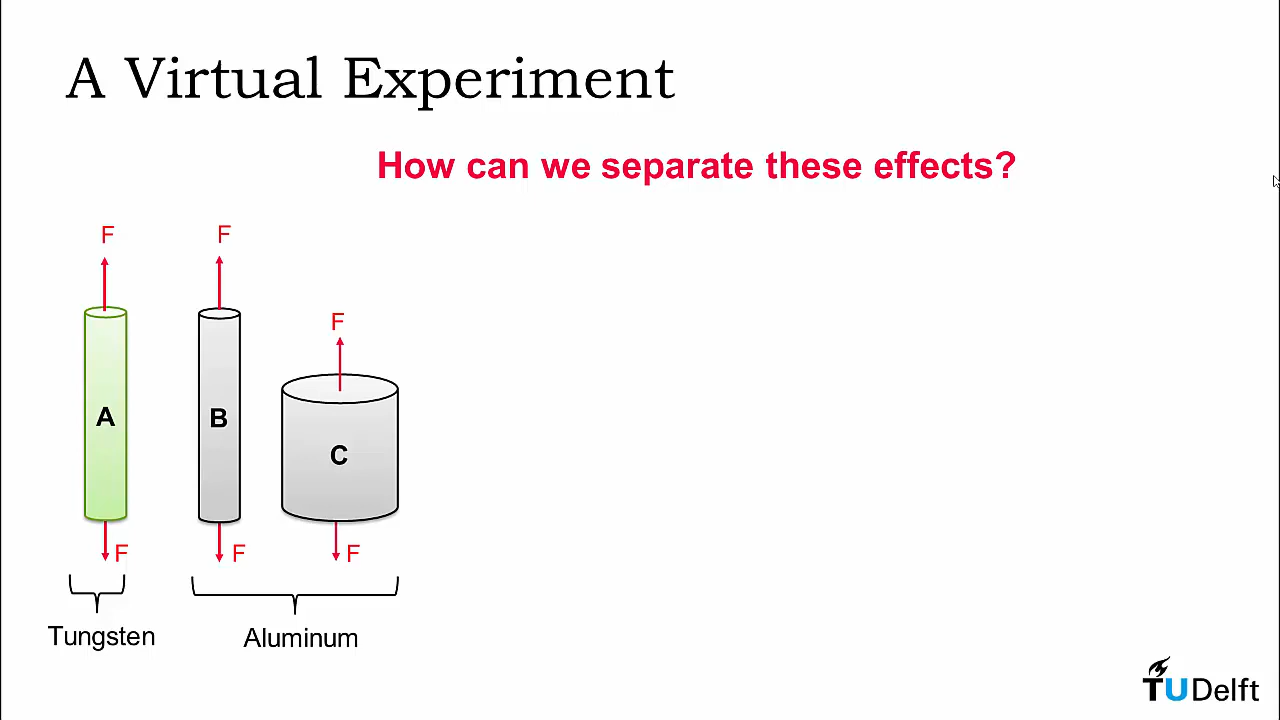 A Virtual Experiment
How can we separate these effects?
F
F
F
A
B
C
F
F
F
Tungsten
Aluminum
TUDelft